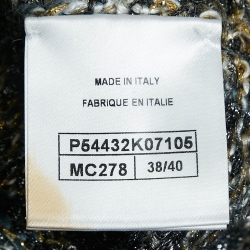 MADE IN ITALY
FABRIQUE EN ITALIE
P54432K07105
MC278 38/40